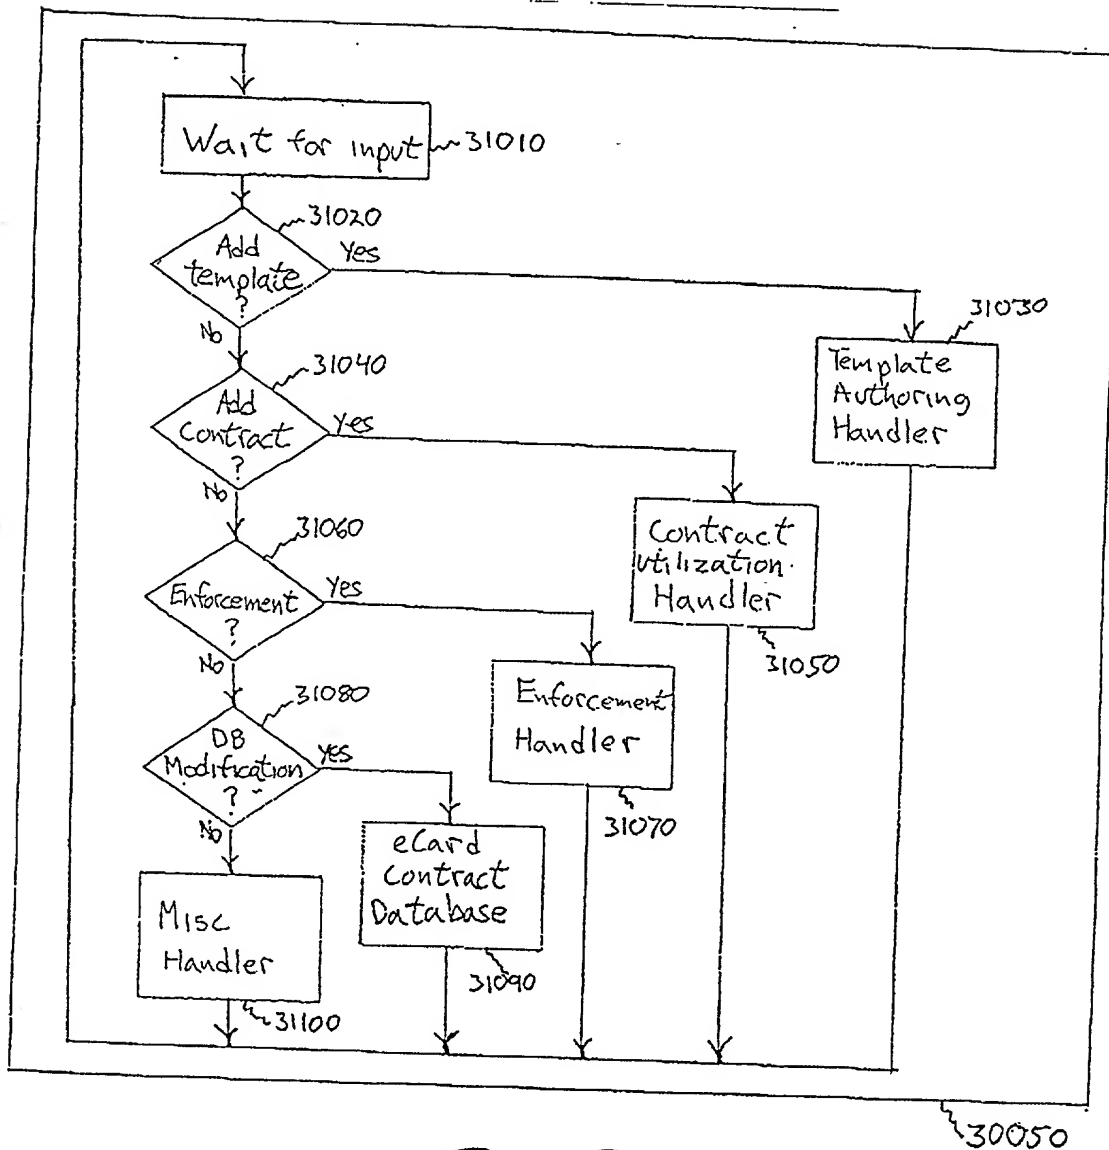 Wait for input
31010
31020
Add
template
?
Yes
No
31030
Template
Authoring
Handler
31040
Add
Contract
?
Yes
No
Contract
Utilization
Handler
31050
31060
Enforcement
?
Yes
No
Enforcement
Handler
31070
31080
DB
Modification
?
Yes
No
eCard
Contract
Database
31090
Misc
Handler
31100
30050